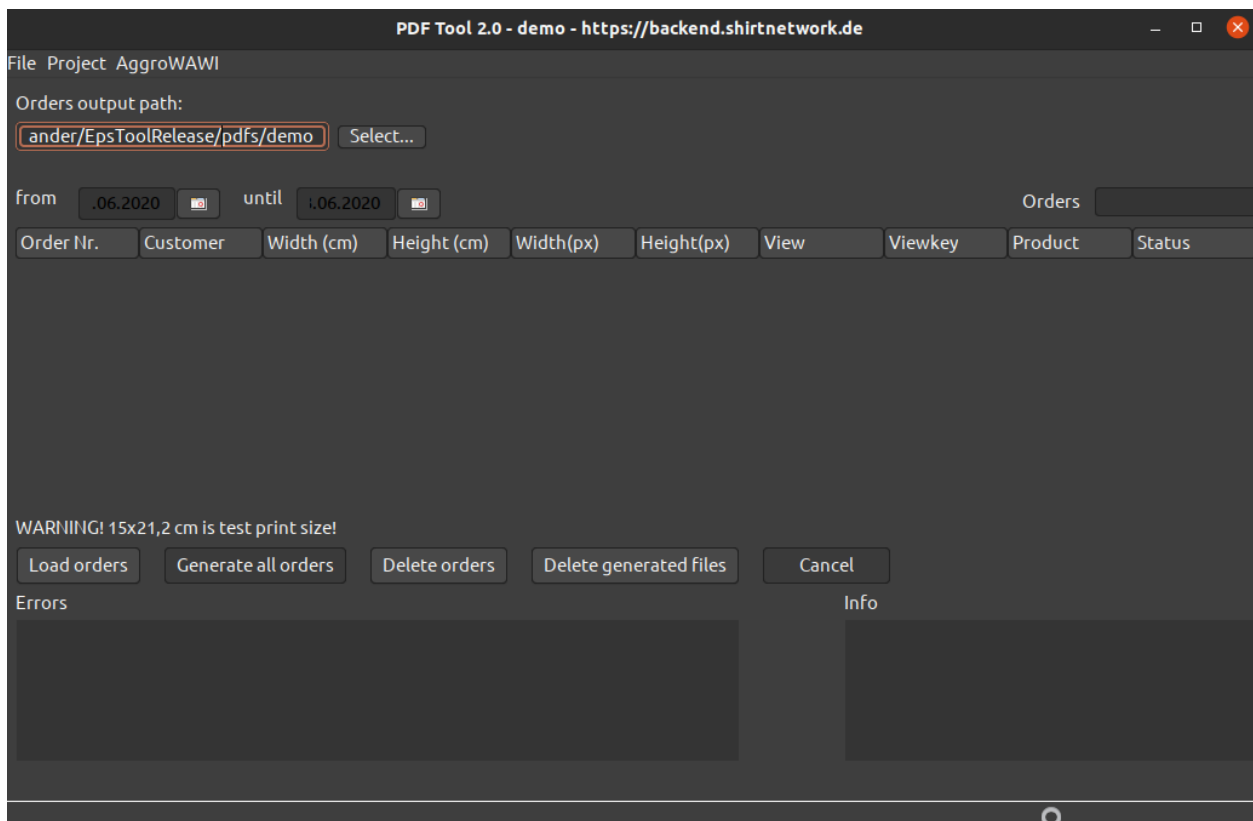 PDF Tool 2.0 - demo - https://backend.shirtnetwork.de
File Project AggroWAWI
Orders output path:
ander/EpsToolRelease/pdfs/demo Select...
from .06.2020 until .06.2020 Orders
Order Nr. Customer Width (cm) Height (cm) Width(px) Height(px) View Viewkey Product Status
WARNING! 15x21,2 cm is test print size!
Load orders Generate all orders Delete orders Delete generated files Cancel
Errors Info